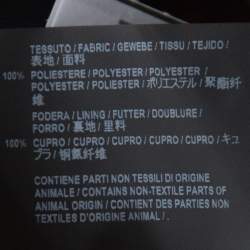 TESSUTO / FABRIC / GEWEBE / TISSU / TEJIDO /
表地 / 面料
100% POLIESTERE / POLYESTER / POLYESTER /
POLYESTER / POLIESTER / ポリエステル / 聚酯纤
维
FODERA / LINING / FUTTER / DOUBLURE /
FORRO / 裏地 / 里料
100% CUPRO / CUPRO / CUPRO / CUPRO / CUPRO / キュ
プラ / 铜氨纤维
CONTIENE PARTI NON TESSILI DI ORIGINE
ANIMALE / CONTAINS NON-TEXTILE PARTS OF
ANIMAL ORIGIN / CONTIENT DES PARTIES NON
TEXTILES D'ORIGINE ANIMAL / .